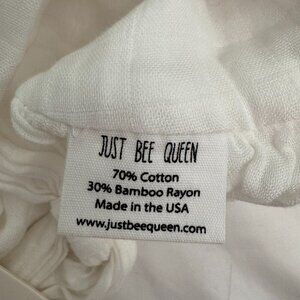 JUST BEE QUEEN
70% Cotton
30% Bamboo Rayon
Made in the USA
www.justbeequeen.com